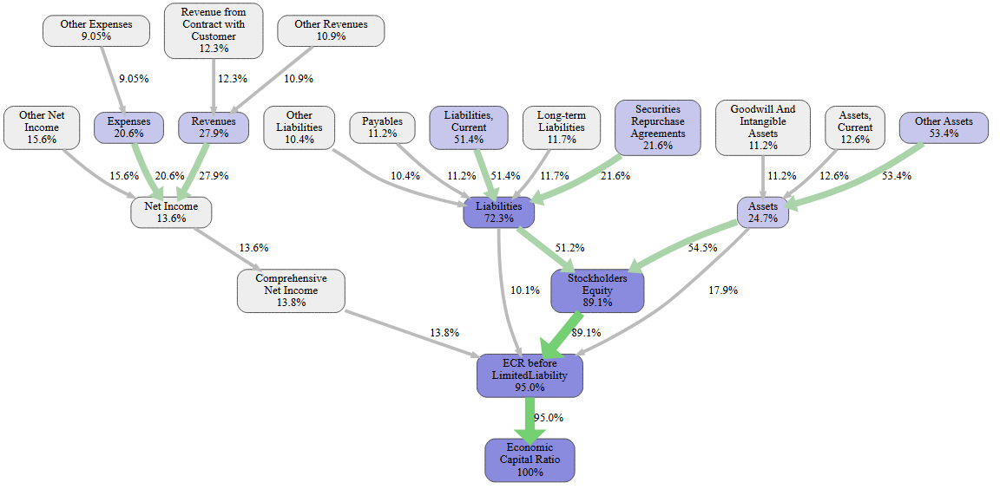 Other Expenses
9.05%
Revenue from
Contract with
Customer
12.3%
Other Revenues
10.9%
9.05%
12.3%
10.9%
Other Net
Income
15.6%
Expenses
20.6%
Revenues
27.9%
Other
Liabilities
10.4%
Payables
11.2%
Liabilities,
Current
51.4%
Long-term
Liabilities
11.7%
Securities
Repurchase
Agreements
21.6%
Goodwill And
Intangible
Assets
11.2%
Assets,
Current
12.6%
Other Assets
53.4%
15.6%
20.6%
27.9%
10.4%
11.2%
51.4%
11.7%
21.6%
11.2%
12.6%
53.4%
Net Income
13.6%
Liabilities
72.3%
Assets
24.7%
13.6%
51.2%
54.5%
Comprehensive
Net Income
13.8%
10.1%
Stockholders
Equity
89.1%
17.9%
13.8%
89.1%
ECR before
LimitedLiability
95.0%
95.0%
Economic
Capital Ratio
100%